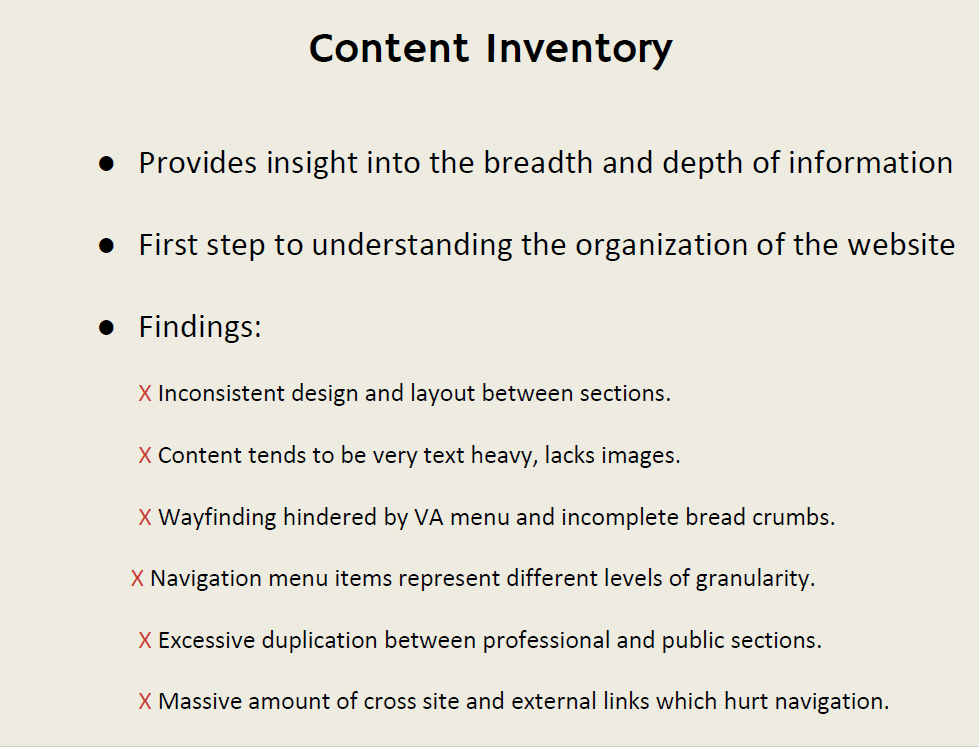 Content Inventory
● Provides insight into the breadth and depth of information
● First step to understanding the organization of the website
● Findings:
X Inconsistent design and layout between sections.
X Content tends to be very text heavy, lacks images.
X Wayfinding hindered by VA menu and incomplete bread crumbs.
X Navigation menu items represent different levels of granularity.
X Excessive duplication between professional and public sections.
X Massive amount of cross site and external links which hurt navigation.